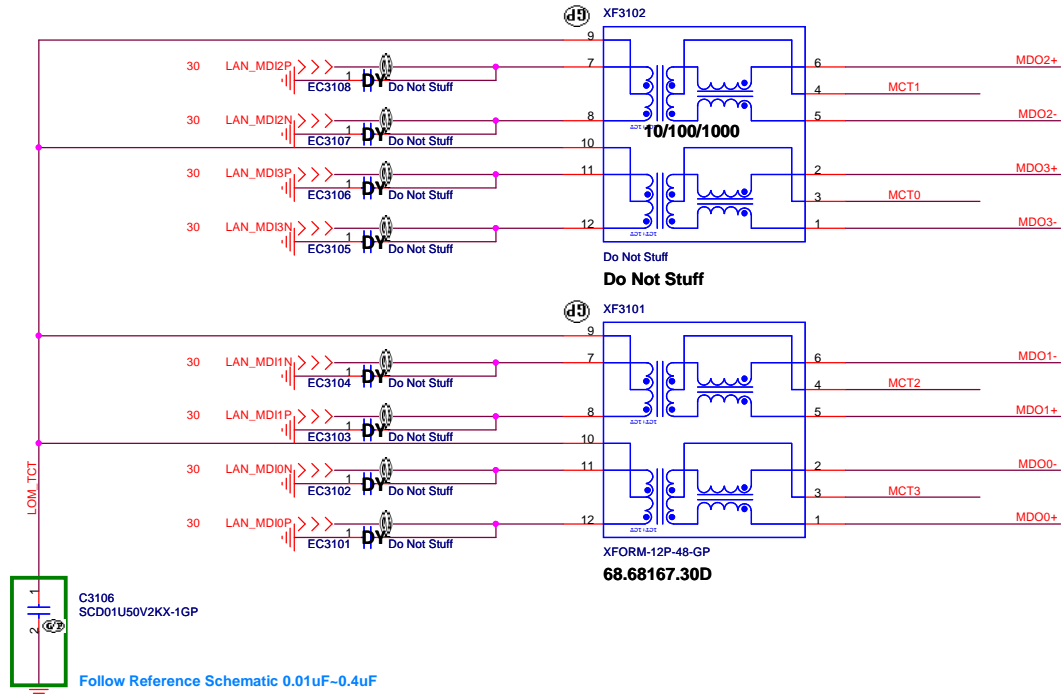 XF3102
GP
9
30 LAN_MDI2P
7
6
MDO2+
1
DY
Do Not Stuff
EC3108
4
MCT1
30 LAN_MDI2N
8
5
MDO2-
1
DY
Do Not Stuff
EC3107
10/100/1000
10
30 LAN_MDI3P
11
2
MDO3+
1
DY
Do Not Stuff
EC3106
3
MCT0
30 LAN_MDI3N
12
1
MDO3-
1
DY
Do Not Stuff
EC3105
Do Not Stuff
Do Not Stuff
XF3101
GP
9
30 LAN_MDI1N
7
6
MDO1-
1
DY
Do Not Stuff
EC3104
4
MCT2
30 LAN_MDI1P
8
5
MDO1+
1
DY
Do Not Stuff
EC3103
10
30 LAN_MDI0N
11
2
MDO0-
1
DY
Do Not Stuff
EC3102
3
MCT3
30 LAN_MDI0P
12
1
MDO0+
1
DY
Do Not Stuff
EC3101
LOM_TCT
XFORM-12P-48-GP
68.68167.30D
1
2
C3106
SCD01U50V2KX-1GP
Follow Reference Schematic 0.01uF~0.4uF